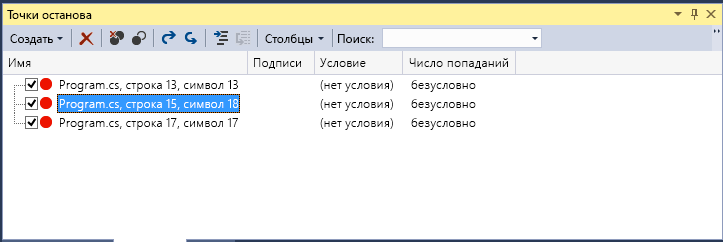 Точки останова
Создать Столбцы Поиск:
Имя Подписи Условие Число попаданий
Program.cs, строка 13, символ 13 (нет условия) безусловно
Program.cs, строка 15, символ 18 (нет условия) безусловно
Program.cs, строка 17, символ 17 (нет условия) безусловно